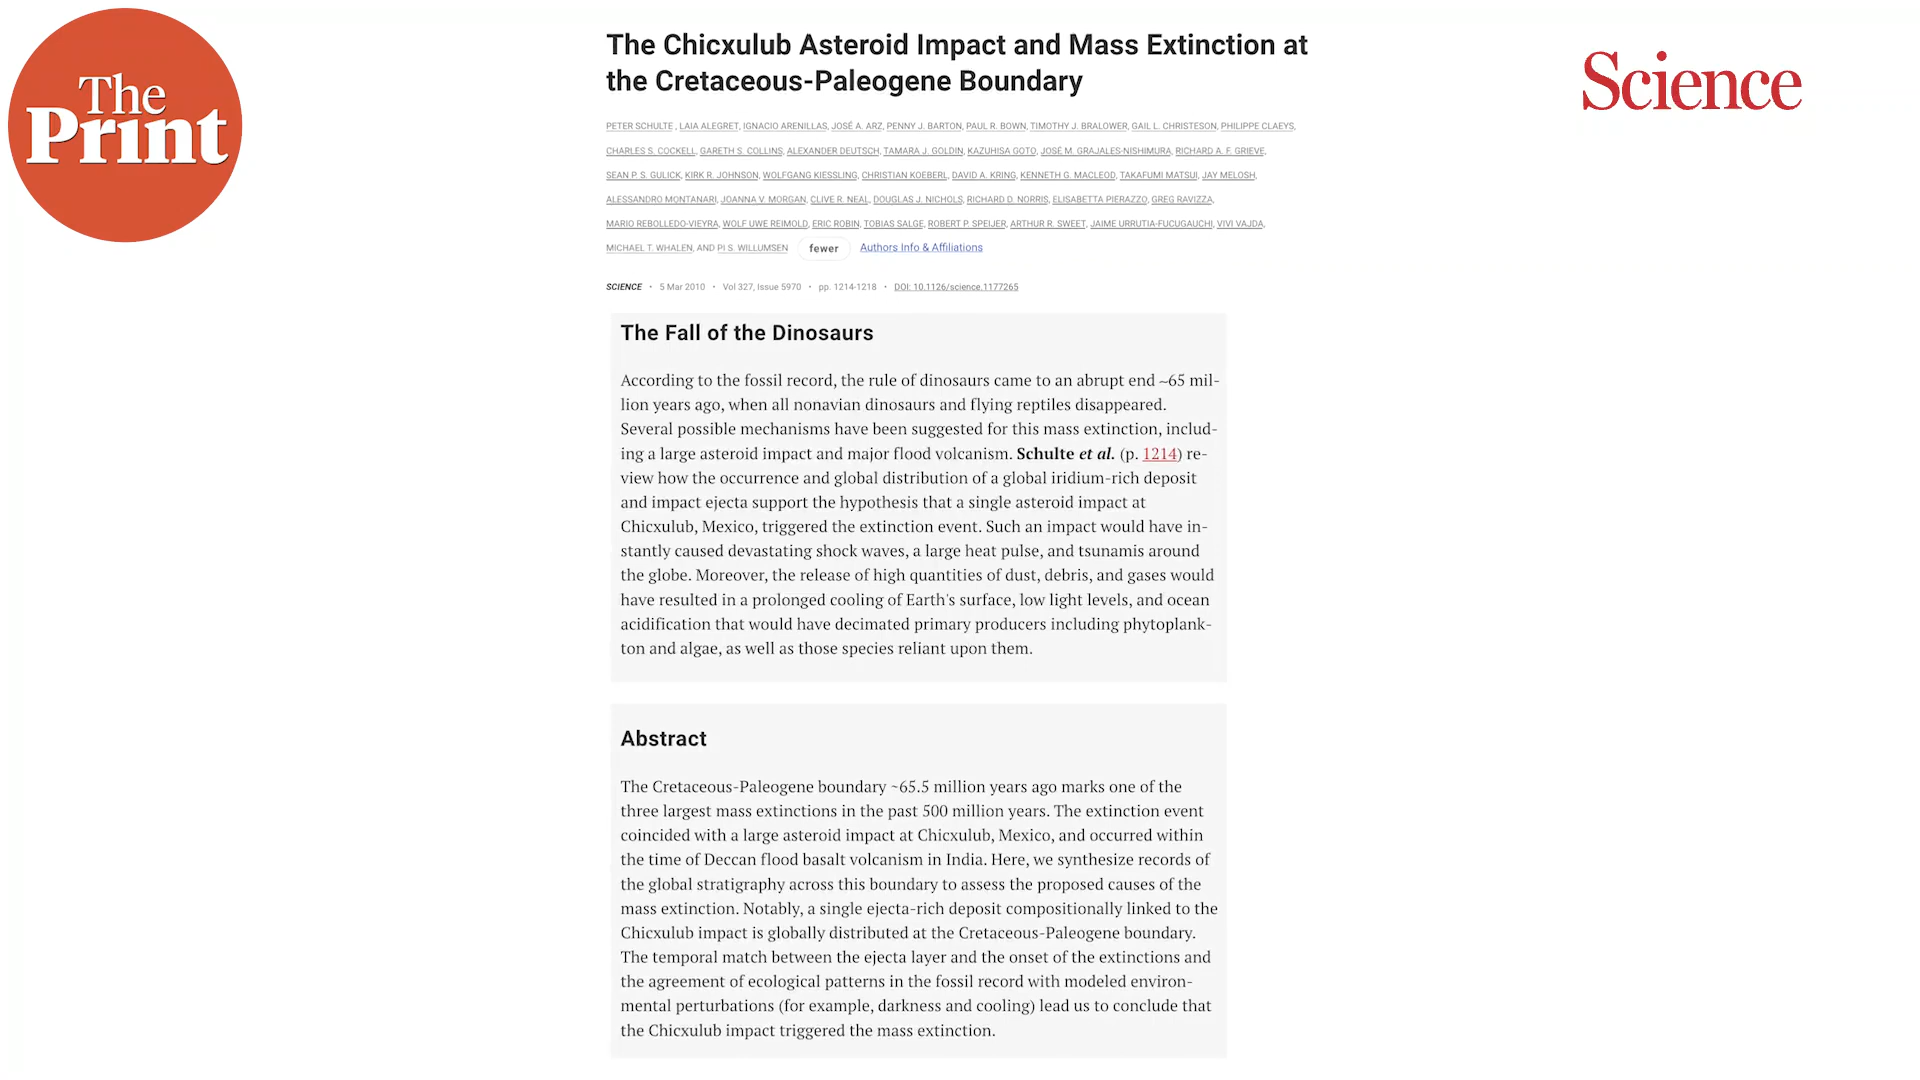 The
Print
The Chicxulub Asteroid Impact and Mass Extinction at
the Cretaceous-Paleogene Boundary
Science
PETER SCHULTE , LAIA ALEGRET, IGNACIO ARENILLAS, JOSÉ A. ARZ, PENNY J. BARTON, PAUL R. BOWN, TIMOTHY J. BRALOWER, GAIL L. CHRISTESON, PHILIPPE CLAEYS,
CHARLES S. COCKELL, GARETH S. COLLINS, ALEXANDER DEUTSCH, TAMARA J. GOLDIN, KAZUHISA GOTO, JOSÉ M. GRAJALES-NISHIMURA, RICHARD A. F. GRIEVE,
SEAN P. S. GULICK, KIRK R. JOHNSON, WOLFGANG KIESSLING, CHRISTIAN KOEBERL, DAVID A. KRING, KENNETH G. MACLEOD, TAKAFUMI MATSUI, JAY MELOSH,
ALESSANDRO MONTANARI, JOANNA V. MORGAN, CLIVE R. NEAL, DOUGLAS J. NICHOLS, RICHARD D. NORRIS, ELISABETTA PIERAZZO, GREG RAVIZZA,
MARIO REBOLLEDO-VIEYRA, WOLF UWE REIMOLD, ERIC ROBIN, TOBIAS SALGE, ROBERT P. SPEIJER, ARTHUR R. SWEET, JAIME URRUTIA-FUCUGAUCHI, VIVI VAJDA,
MICHAEL T. WHALEN, AND PI S. WILLUMSEN fewer Authors Info & Affiliations
SCIENCE • 5 Mar 2010 • Vol 327, Issue 5970 • pp. 1214-1218 • DOI: 10.1126/science.1177265
The Fall of the Dinosaurs
According to the fossil record, the rule of dinosaurs came to an abrupt end ~65 mil-
lion years ago, when all nonavian dinosaurs and flying reptiles disappeared.
Several possible mechanisms have been suggested for this mass extinction, includ-
ing a large asteroid impact and major flood volcanism. Schulte et al. (p. 1214) re-
view how the occurrence and global distribution of a global iridium-rich deposit
and impact ejecta support the hypothesis that a single asteroid impact at
Chicxulub, Mexico, triggered the extinction event. Such an impact would have in-
stantly caused devastating shock waves, a large heat pulse, and tsunamis around
the globe. Moreover, the release of high quantities of dust, debris, and gases would
have resulted in a prolonged cooling of Earth's surface, low light levels, and ocean
acidification that would have decimated primary producers including phytoplank-
ton and algae, as well as those species reliant upon them.
Abstract
The Cretaceous-Paleogene boundary ~65.5 million years ago marks one of the
three largest mass extinctions in the past 500 million years. The extinction event
coincided with a large asteroid impact at Chicxulub, Mexico, and occurred within
the time of Deccan flood basalt volcanism in India. Here, we synthesize records of
the global stratigraphy across this boundary to assess the proposed causes of the
mass extinction. Notably, a single ejecta-rich deposit compositionally linked to the
Chicxulub impact is globally distributed at the Cretaceous-Paleogene boundary.
The temporal match between the ejecta layer and the onset of the extinctions and
the agreement of ecological patterns in the fossil record with modeled environ-
mental perturbations (for example, darkness and cooling) lead us to conclude that
the Chicxulub impact triggered the mass extinction.